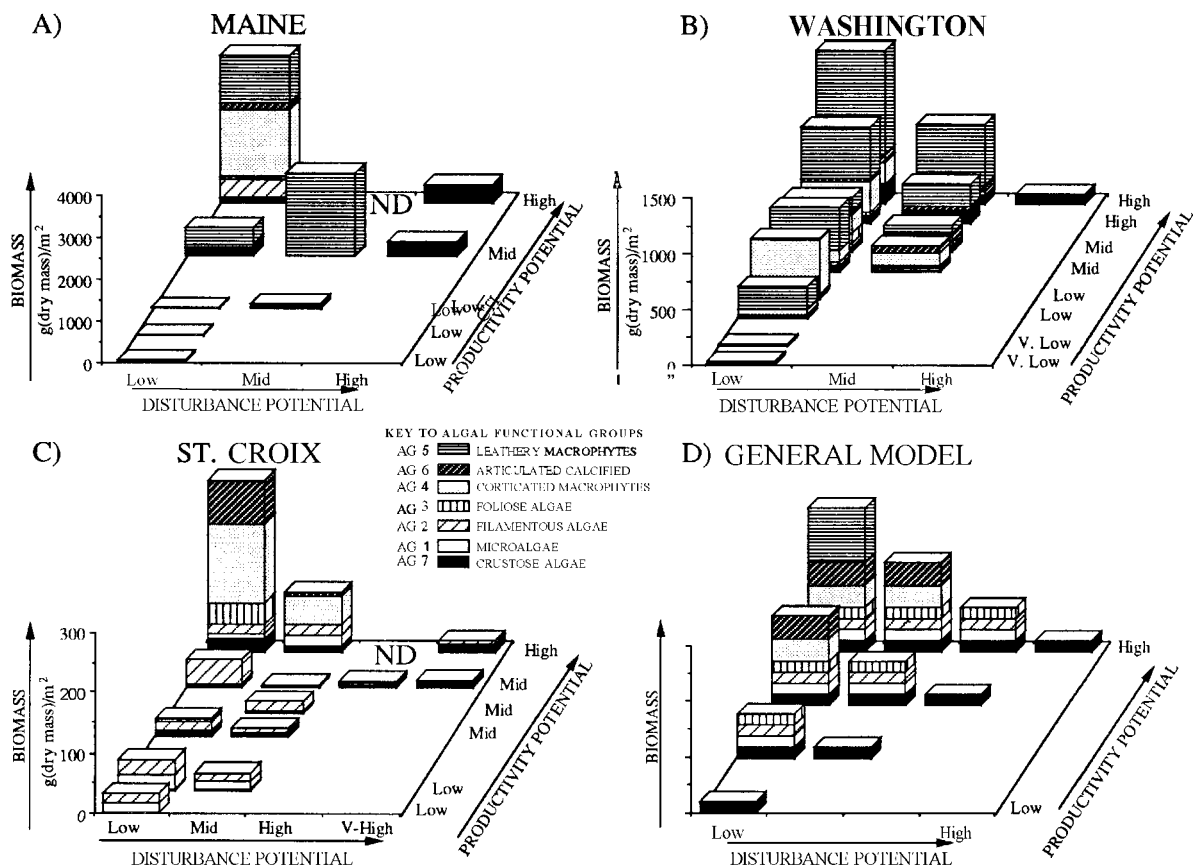 A) MAINE
BIOMASS
g(dry mass)/m²
4000
3000
2000
1000
0
ND
High
Mid
Low
Low
Low
Low
Mid
High
DISTURBANCE POTENTIAL
PRODUCTIVITY POTENTIAL
B) WASHINGTON
BIOMASS
g(dry mass)/m²
1500
1000
500
0
High
High
Mid
Mid
Low
Low
V. Low
V. Low
Low
Mid
High
DISTURBANCE POTENTIAL
PRODUCTIVITY POTENTIAL
KEY TO ALGAL FUNCTIONAL GROUPS
AG 5 LEATHERY MACROPHYTES
AG 6 ARTICULATED CALCIFIED
AG 4 CORTICATED MACROPHYTES
AG 3 FOLIOSE ALGAE
AG 2 FILAMENTOUS ALGAE
AG 1 MICROALGAE
AG 7 CRUSTOSE ALGAE
C) ST. CROIX
BIOMASS
g(dry mass)/m²
300
200
100
0
ND
High
Mid
Mid
Mid
Low
Low
Low
Mid
High
V-High
DISTURBANCE POTENTIAL
PRODUCTIVITY POTENTIAL
D) GENERAL MODEL
BIOMASS
High
Low
Low
High
DISTURBANCE POTENTIAL
PRODUCTIVITY POTENTIAL